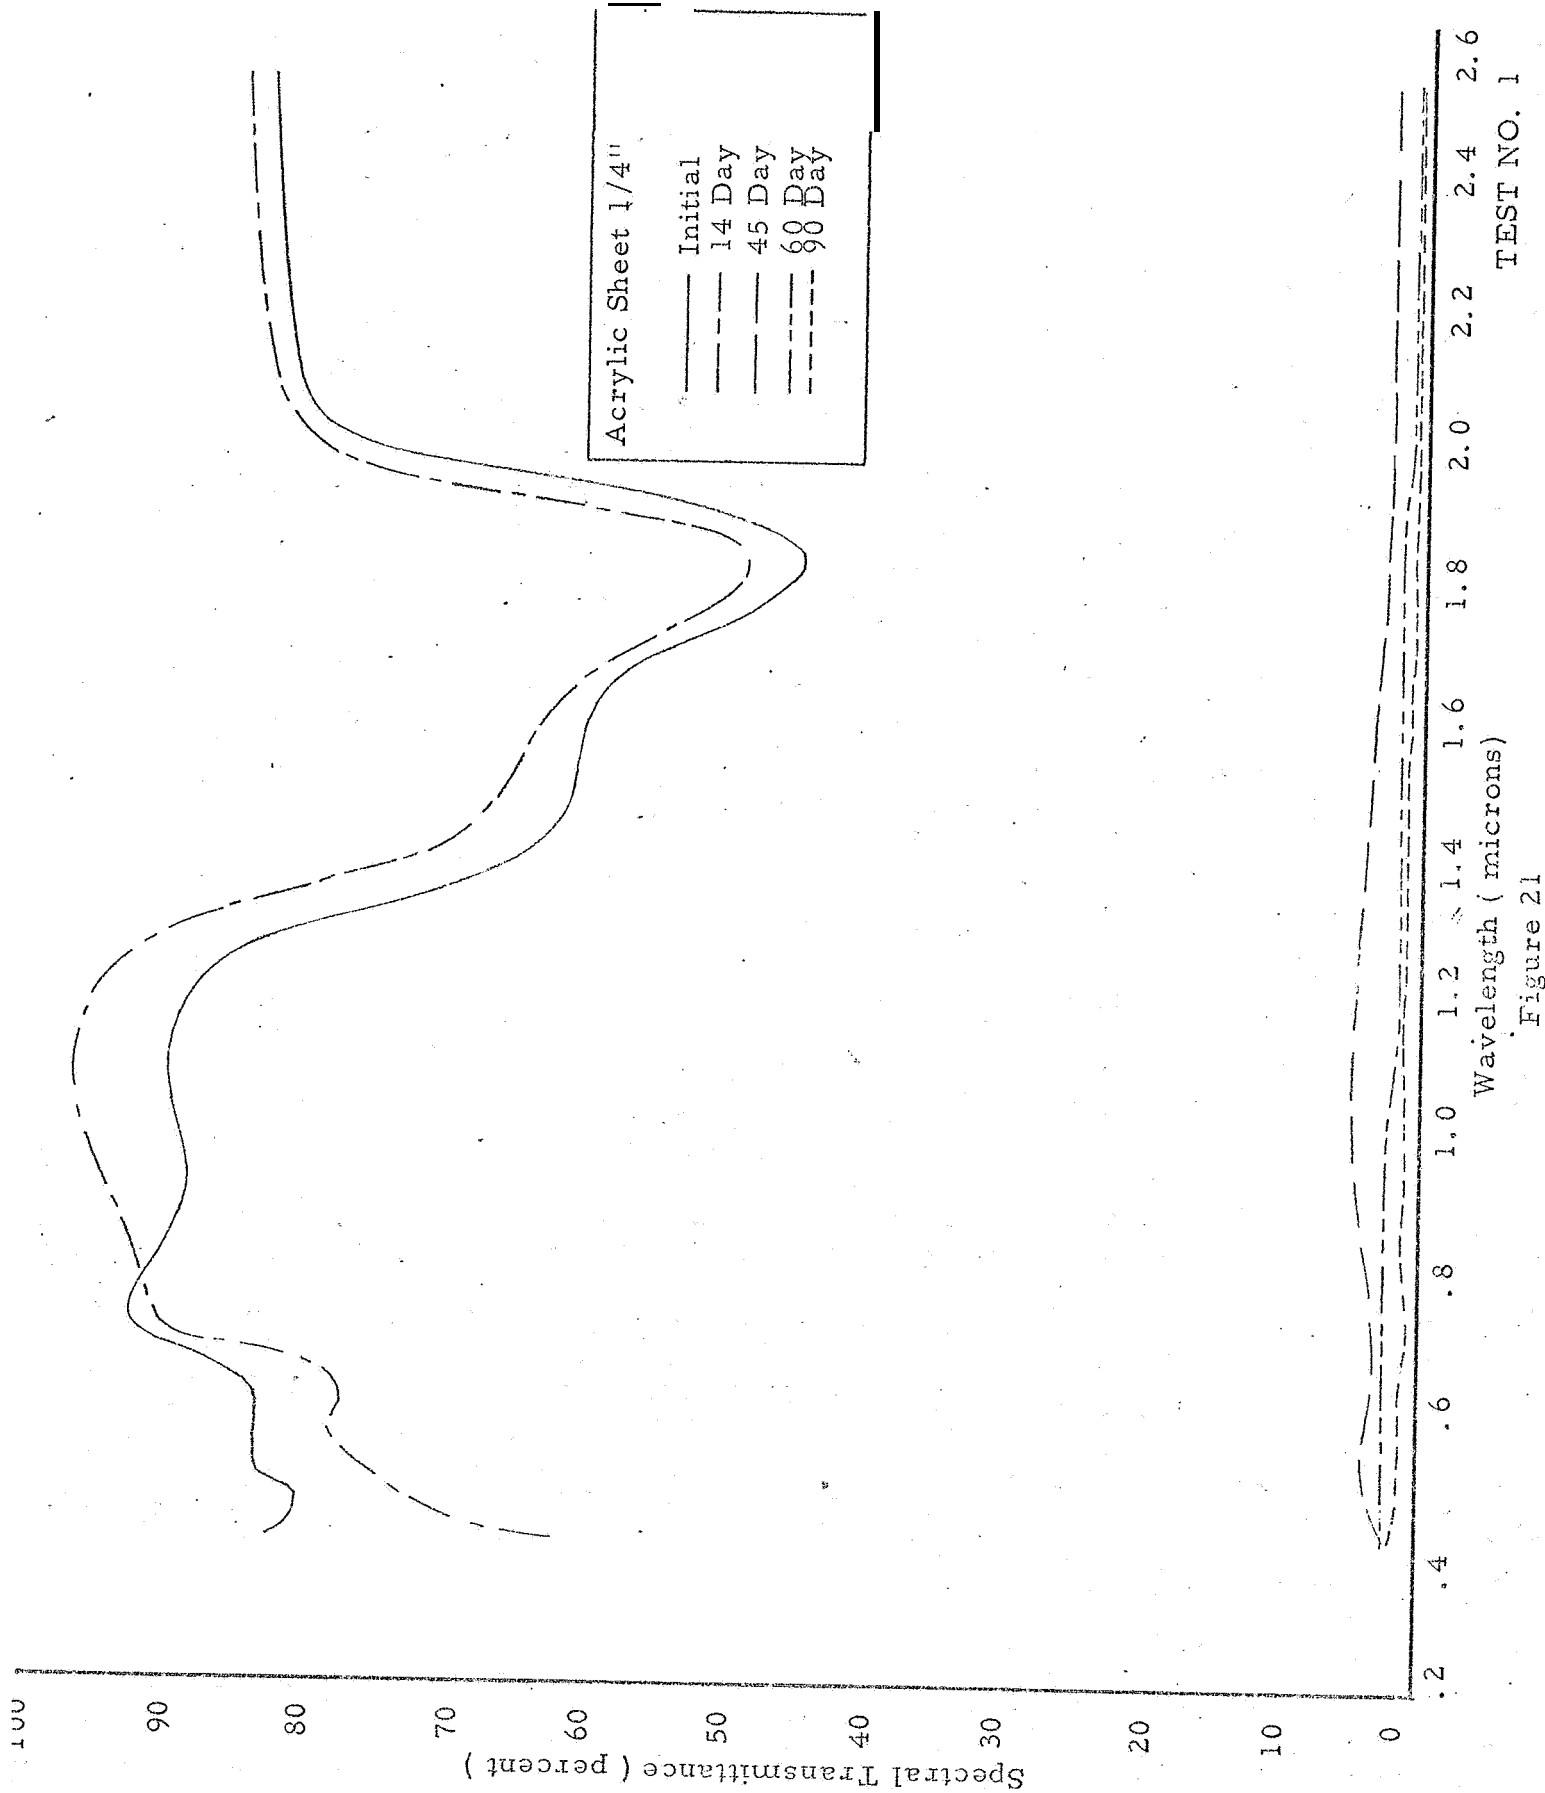 100
90
80
70
60
50
40
30
20
10
0
Spectral Transmittance ( percent )
Acrylic Sheet 1/4"
Initial
14 Day
45 Day
60 Day
90 Day
.2 .4 .6 .8 1.0 1.2 1.4 1.6 1.8 2.0 2.2 2.4 2.6
Wavelength ( microns)
Figure 21
TEST NO. 1